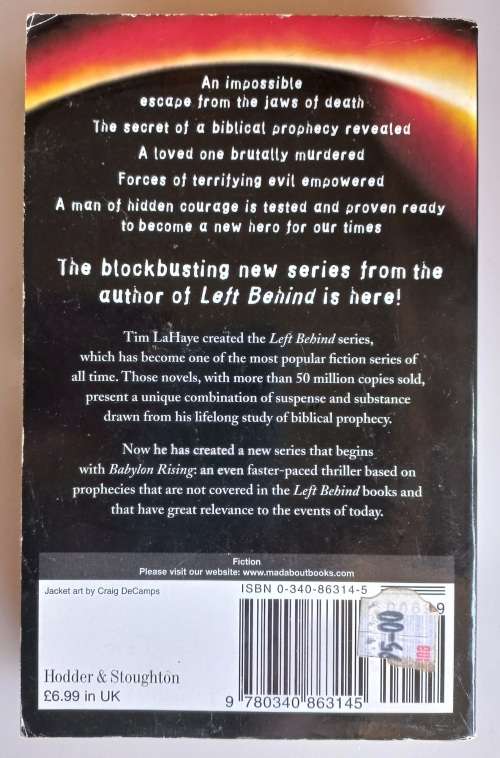 An impossible
escape from the jaws of death
The secret of a biblical prophecy revealed
A loved one brutally murdered
Forces of terrifying evil empowered
A man of hidden courage is tested and proven ready
to become a new hero for our times
The blockbusting new series from the
author of Left Behind is here!
Tim LaHaye created the Left Behind series,
which has become one of the most popular fiction series of
all time. Those novels, with more than 50 million copies sold,
present a unique combination of suspense and substance
drawn from his lifelong study of biblical prophecy.
Now he has created a new series that begins
with Babylon Rising: an even faster-paced thriller based on
prophecies that are not covered in the Left Behind books and
that have great relevance to the events of today.
Fiction
Please visit our website: www.madaboutbooks.com
Jacket art by Craig DeCamps
ISBN 0-340-86314-5
Hodder & Stoughton
£6.99 in UK
9 780340 863145